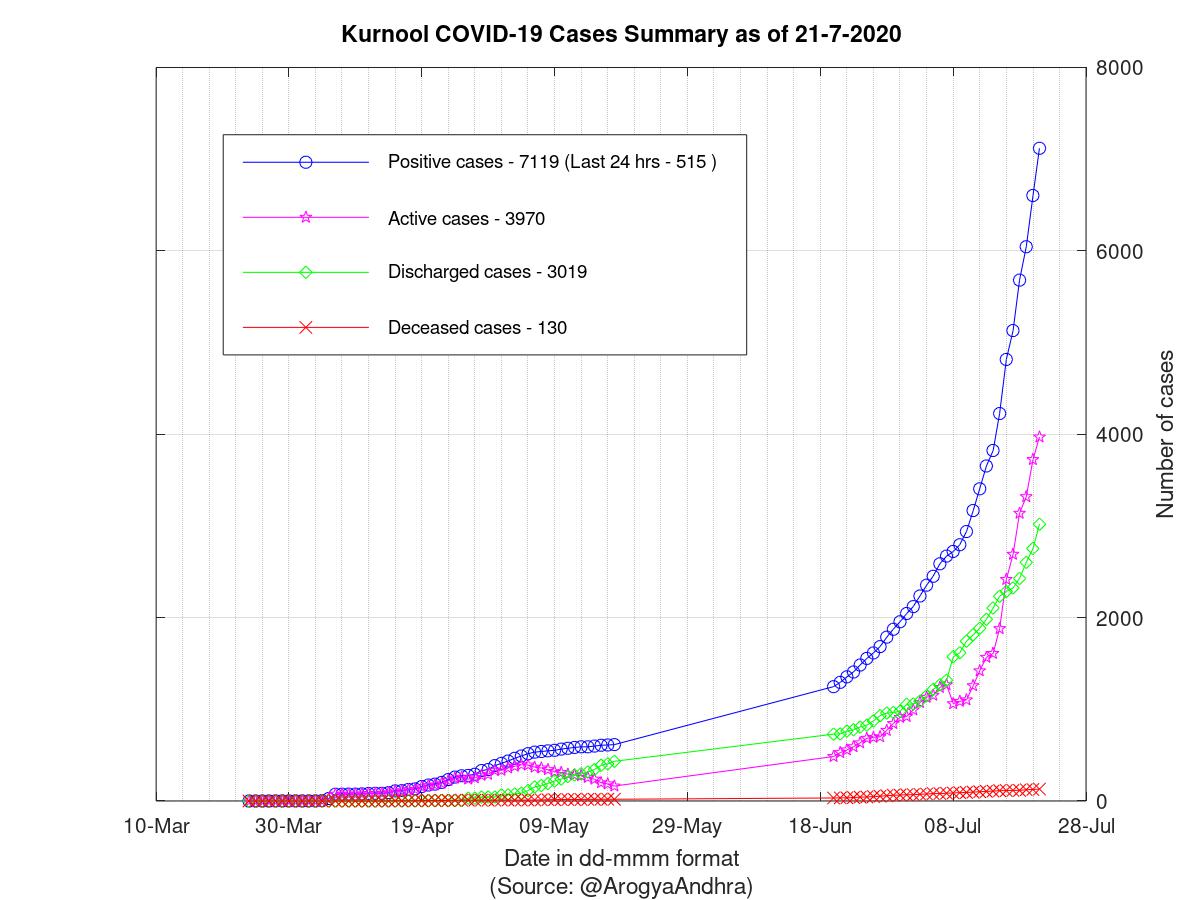 Kurnool COVID-19 Cases Summary as of 21-7-2020
Positive cases - 7119 (Last 24 hrs - 515 )
Active cases - 3970
Discharged cases - 3019
Deceased cases - 130
8000
6000
4000
2000
0
Number of cases
10-Mar 30-Mar 19-Apr 09-May 29-May 18-Jun 08-Jul 28-Jul
Date in dd-mmm format
(Source: @ArogyaAndhra)